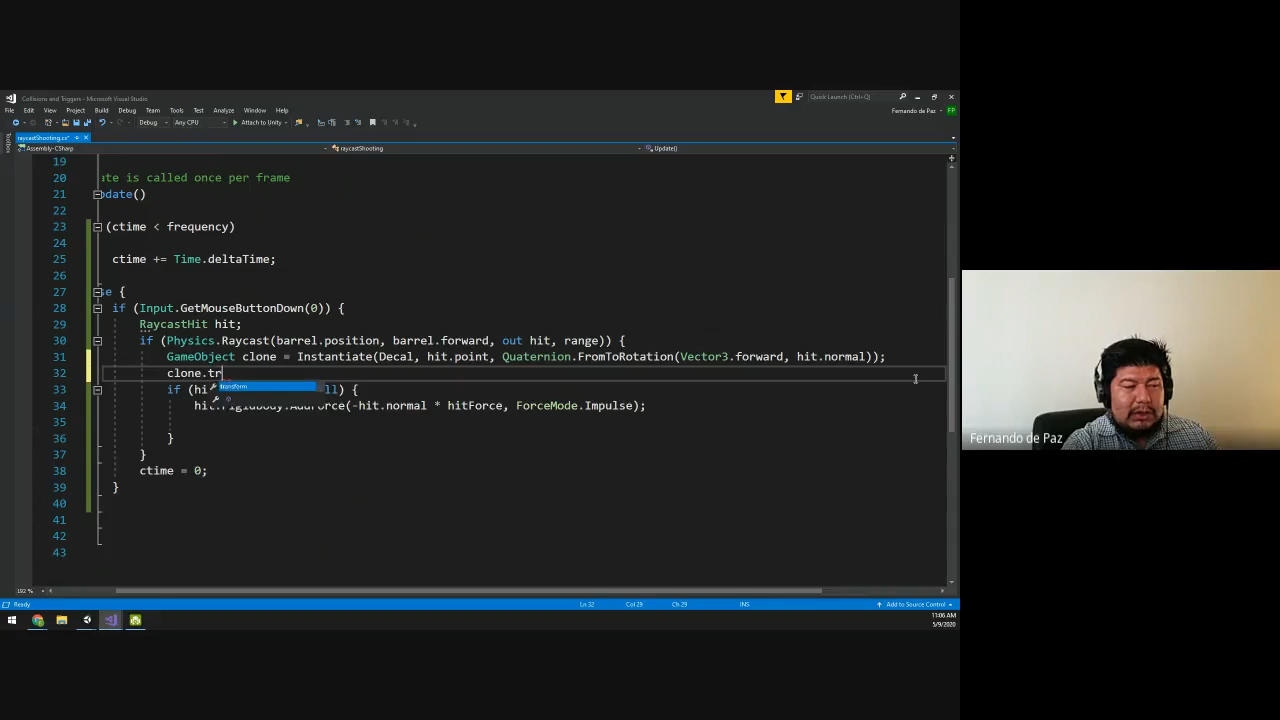 Collisions and Triggers - Microsoft Visual Studio
Quick Launch (Ctrl+Q)
File Edit View Project Build Debug Team Tools Test Analyze Window Help
Fernando de Paz FP
Debug Any CPU Attach to Unity
raycastShooting.cs*
Toolbox
Assembly-CSharp raycastShooting Update()
19
20 ate is called once per frame
21 pdate()
22
23 (ctime < frequency)
24
25 ctime += Time.deltaTime;
26
27 se {
28 if (Input.GetMouseButtonDown(0)) {
29 RaycastHit hit;
30 if (Physics.Raycast(barrel.position, barrel.forward, out hit, range)) {
31 GameObject clone = Instantiate(Decal, hit.point, Quaternion.FromToRotation(Vector3.forward, hit.normal));
32 clone.tr
transform
33 if (hi ll) {
34 hit.rigidbody.AddForce(-hit.normal * hitForce, ForceMode.Impulse);
35
36 }
37 }
38 ctime = 0;
39 }
40
41
42
43
192 %
Ready Ln 32 Col 29 Ch 29 INS Add to Source Control
11:06 AM
5/9/2020
Fernando de Paz